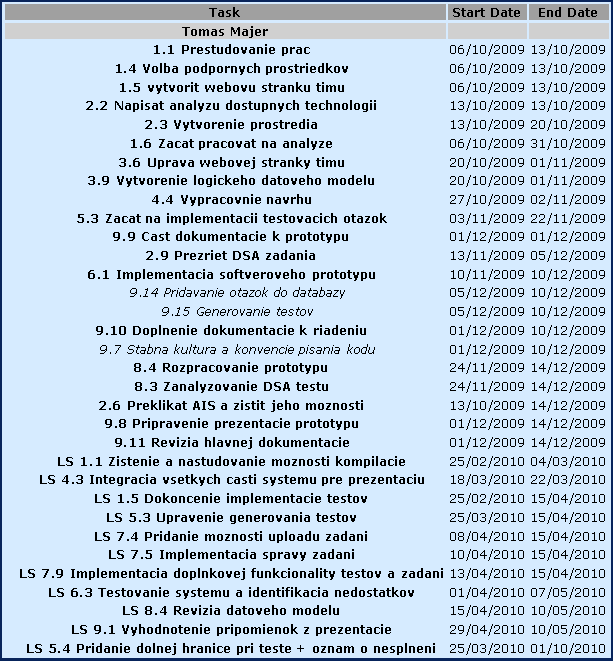 Task Start Date End Date
Tomas Majer
1.1 Prestudovanie prac 06/10/2009 13/10/2009
1.4 Volba podpornych prostriedkov 06/10/2009 13/10/2009
1.5 vytvorit webovu stranku timu 06/10/2009 13/10/2009
2.2 Napisat analyzu dostupnych technologii 13/10/2009 13/10/2009
2.3 Vytvorenie prostredia 13/10/2009 20/10/2009
1.6 Zacat pracovat na analyze 06/10/2009 31/10/2009
3.6 Uprava webovej stranky timu 20/10/2009 01/11/2009
3.9 Vytvorenie logickeho datoveho modelu 20/10/2009 01/11/2009
4.4 Vypracovnie navrhu 27/10/2009 02/11/2009
5.3 Zacat na implementacii testovacich otazok 03/11/2009 22/11/2009
9.9 Cast dokumentacie k prototypu 01/12/2009 01/12/2009
2.9 Prezriet DSA zadania 13/11/2009 05/12/2009
6.1 Implementacia softveroveho prototypu 10/11/2009 10/12/2009
9.14 Pridavanie otazok do databazy 05/12/2009 10/12/2009
9.15 Generovanie testov 05/12/2009 10/12/2009
9.10 Doplnenie dokumentacie k riadeniu 01/12/2009 10/12/2009
9.7 Stabna kultura a konvencie pisania kodu 01/12/2009 10/12/2009
8.4 Rozpracovanie prototypu 24/11/2009 14/12/2009
8.3 Zanalyzovanie DSA testu 24/11/2009 14/12/2009
2.6 Preklikat AIS a zistit jeho moznosti 13/10/2009 14/12/2009
9.8 Pripravenie prezentacie prototypu 01/12/2009 14/12/2009
9.11 Revizia hlavnej dokumentacie 01/12/2009 14/12/2009
LS 1.1 Zistenie a nastudovanie moznosti kompilacie 25/02/2010 04/03/2010
LS 4.3 Integracia vsetkych casti systemu pre prezentaciu 18/03/2010 22/03/2010
LS 1.5 Dokoncenie implementacie testov 25/02/2010 15/04/2010
LS 5.3 Upravenie generovania testov 25/03/2010 15/04/2010
LS 7.4 Pridanie moznosti uploadu zadani 08/04/2010 15/04/2010
LS 7.5 Implementacia spravy zadani 10/04/2010 15/04/2010
LS 7.9 Implementacia doplnkovej funkcionality testov a zadani 13/04/2010 15/04/2010
LS 6.3 Testovanie systemu a identifikacia nedostatkov 01/04/2010 07/05/2010
LS 8.4 Revizia datoveho modelu 15/04/2010 10/05/2010
LS 9.1 Vyhodnotenie pripomienok z prezentacie 29/04/2010 10/05/2010
LS 5.4 Pridanie dolnej hranice pri teste + oznam o nesplneni 25/03/2010 01/10/2010